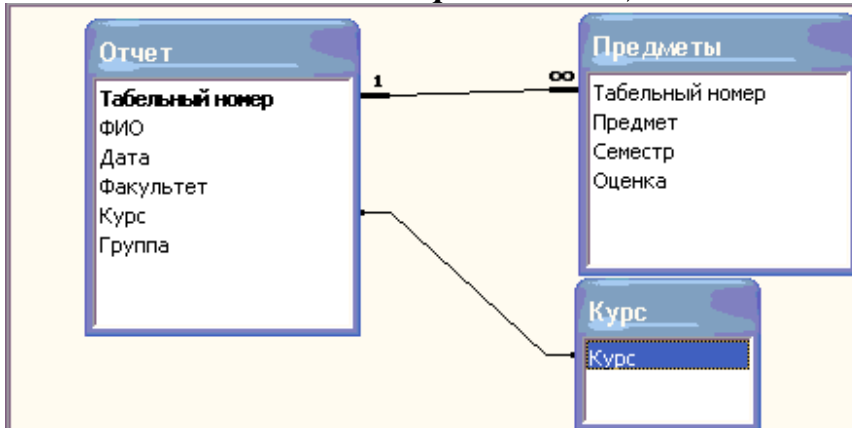 Отчет
Табельный номер
ФИО
Дата
Факультет
Курс
Группа
1
∞
Предметы
Табельный номер
Предмет
Семестр
Оценка
Курс
Курс